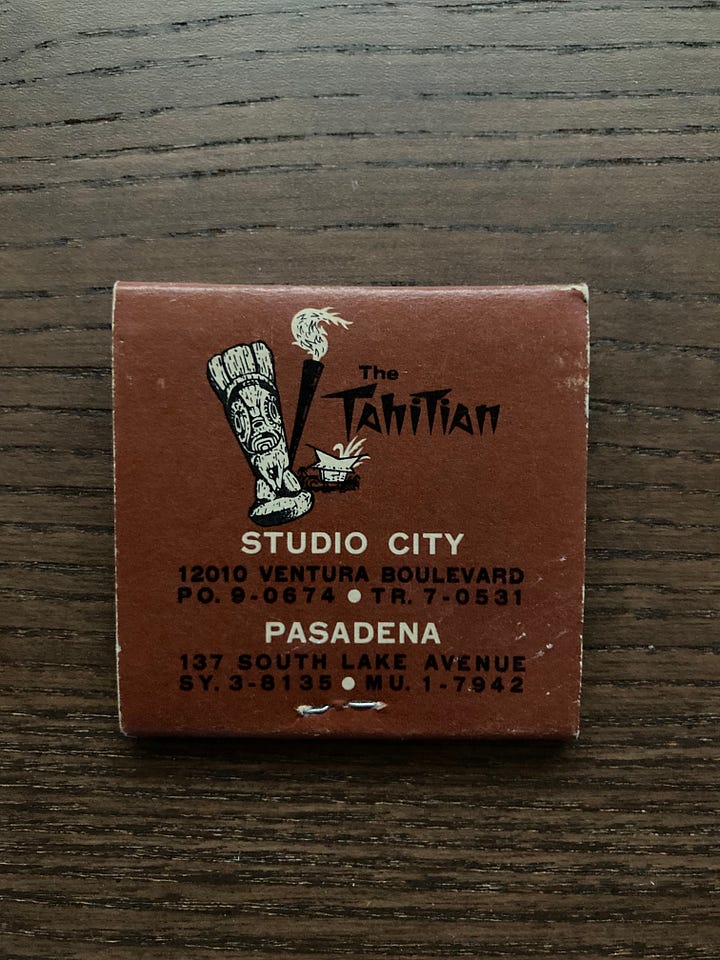 The
TahiTian
STUDIO CITY
12010 VENTURA BOULEVARD
PO. 9-0674 • TR. 7-0531
PASADENA
137 SOUTH LAKE AVENUE
SY. 3-8135 • MU. 1-7942